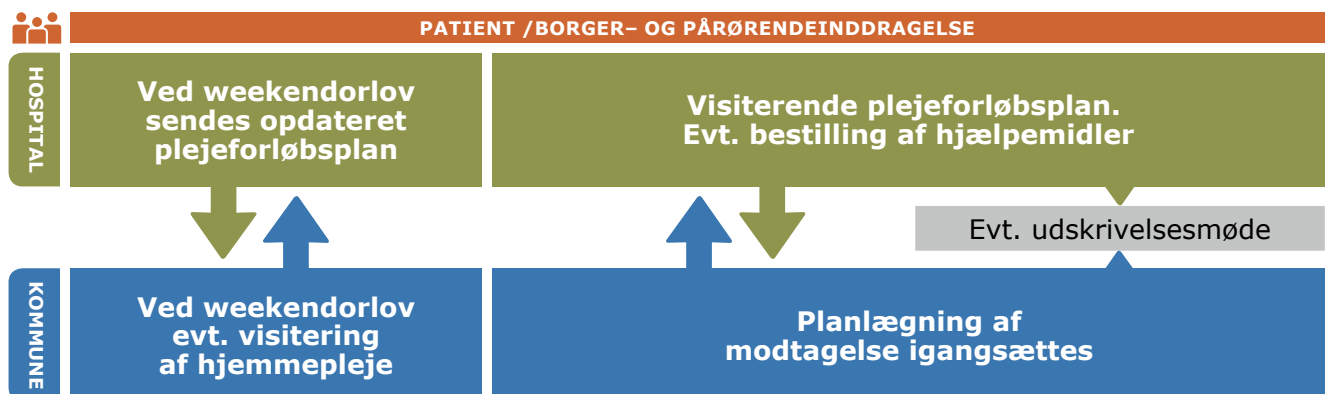 PATIENT /BORGER– OG PÅRØRENDEINDDRAGELSE
HOSPITAL
Ved weekendorlov
sendes opdateret
plejeforløbsplan
Visiterende plejeforløbsplan.
Evt. bestilling af hjælpemidler
Evt. udskrivelsesmøde
KOMMUNE
Ved weekendorlov
evt. visitering
af hjemmepleje
Planlægning af
modtagelse igangsættes